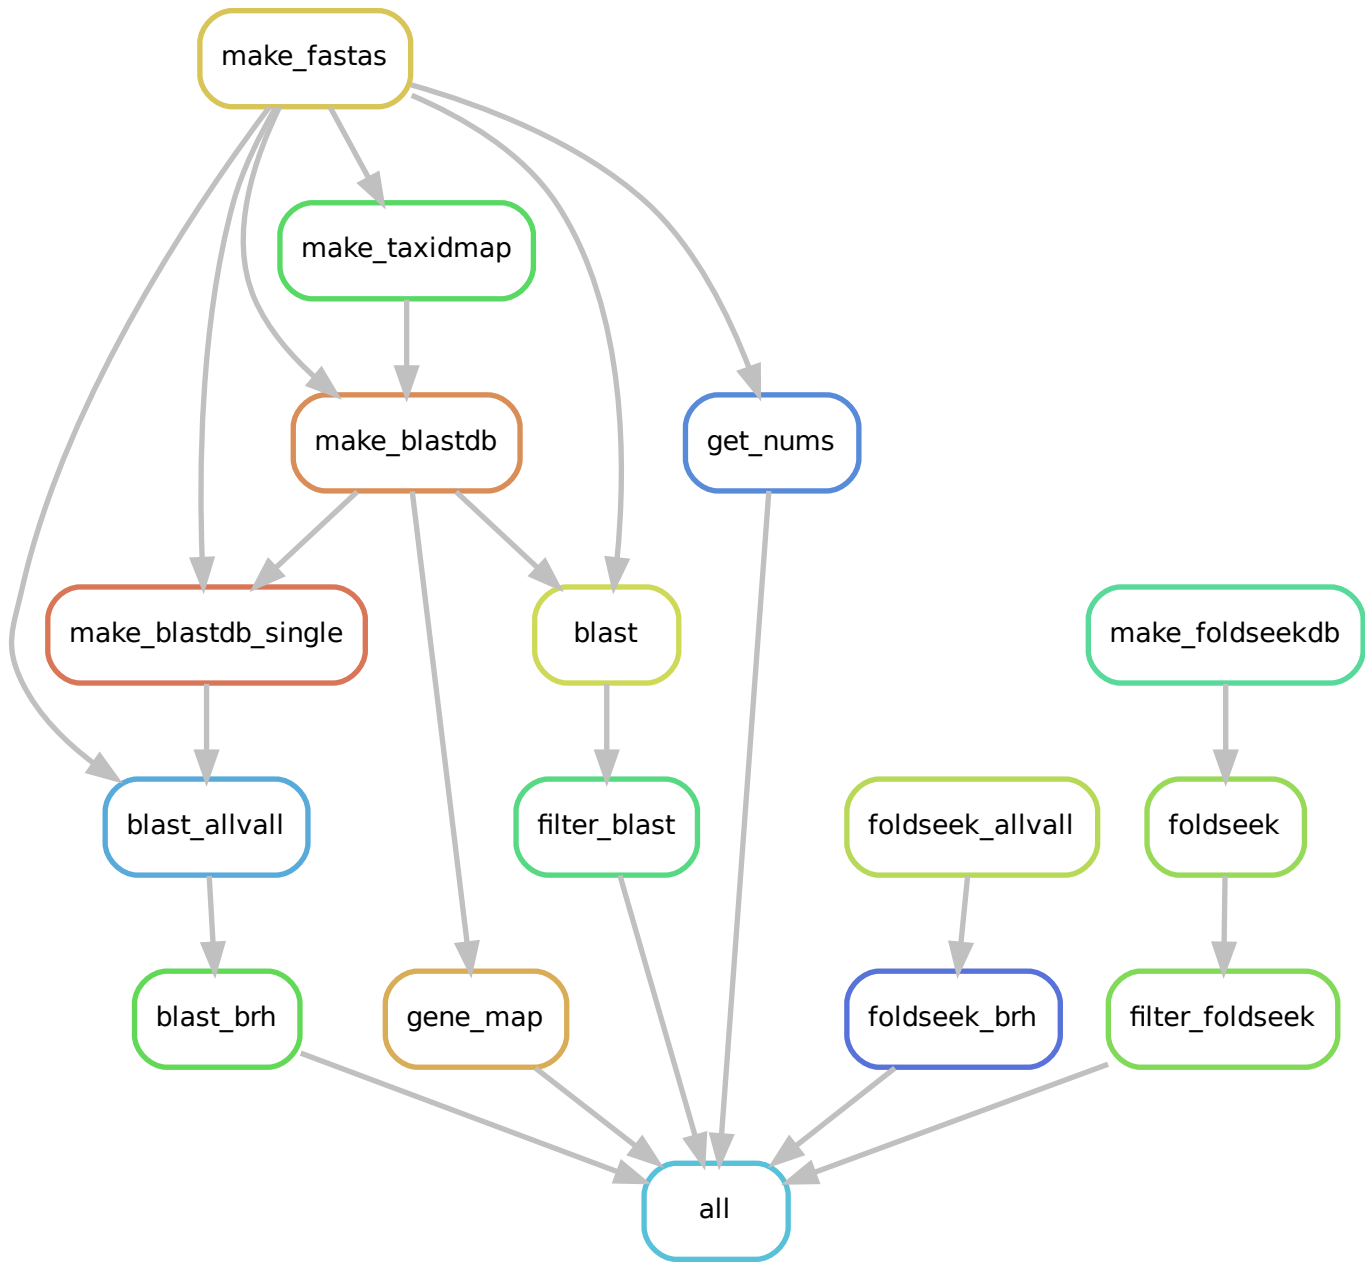 make_fastas
make_taxidmap
make_blastdb
get_nums
make_blastdb_single
blast
make_foldseekdb
blast_allvall
filter_blast
foldseek_allvall
foldseek
blast_brh
gene_map
foldseek_brh
filter_foldseek
all